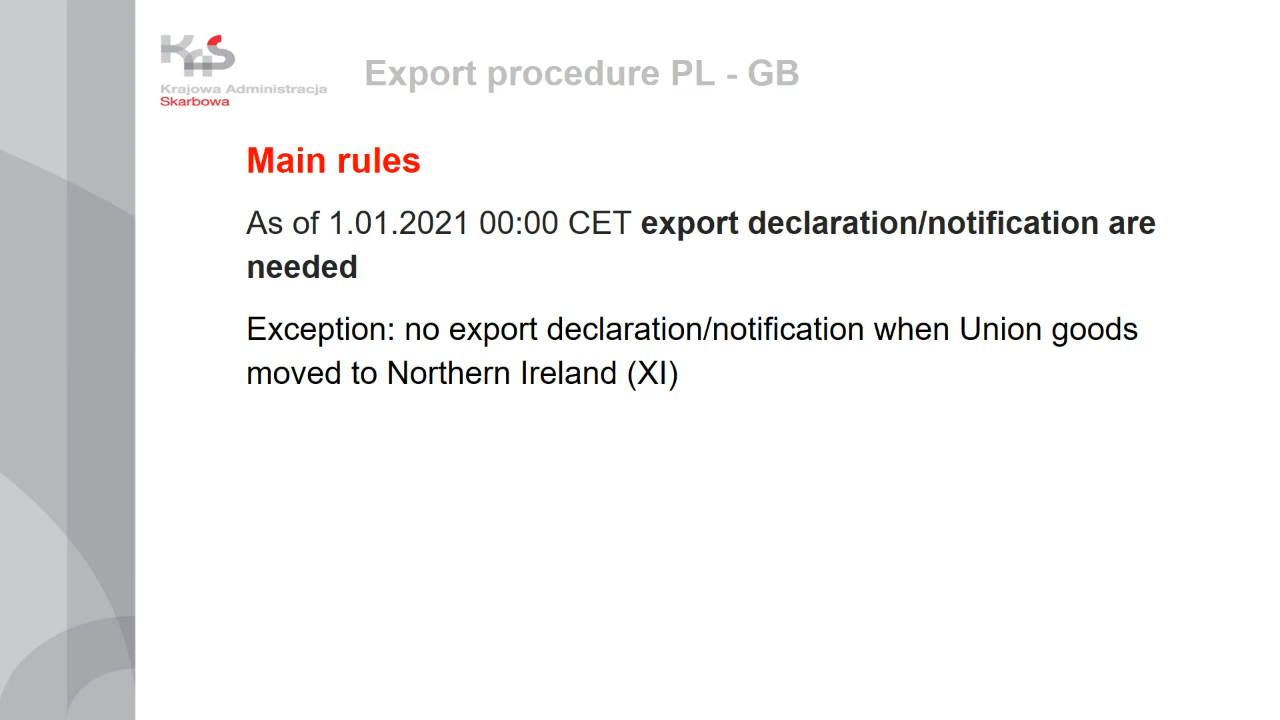 KAS
Krajowa Administracja
Skarbowa
Export procedure PL - GB
Main rules
As of 1.01.2021 00:00 CET export declaration/notification are
needed
Exception: no export declaration/notification when Union goods
moved to Northern Ireland (XI)